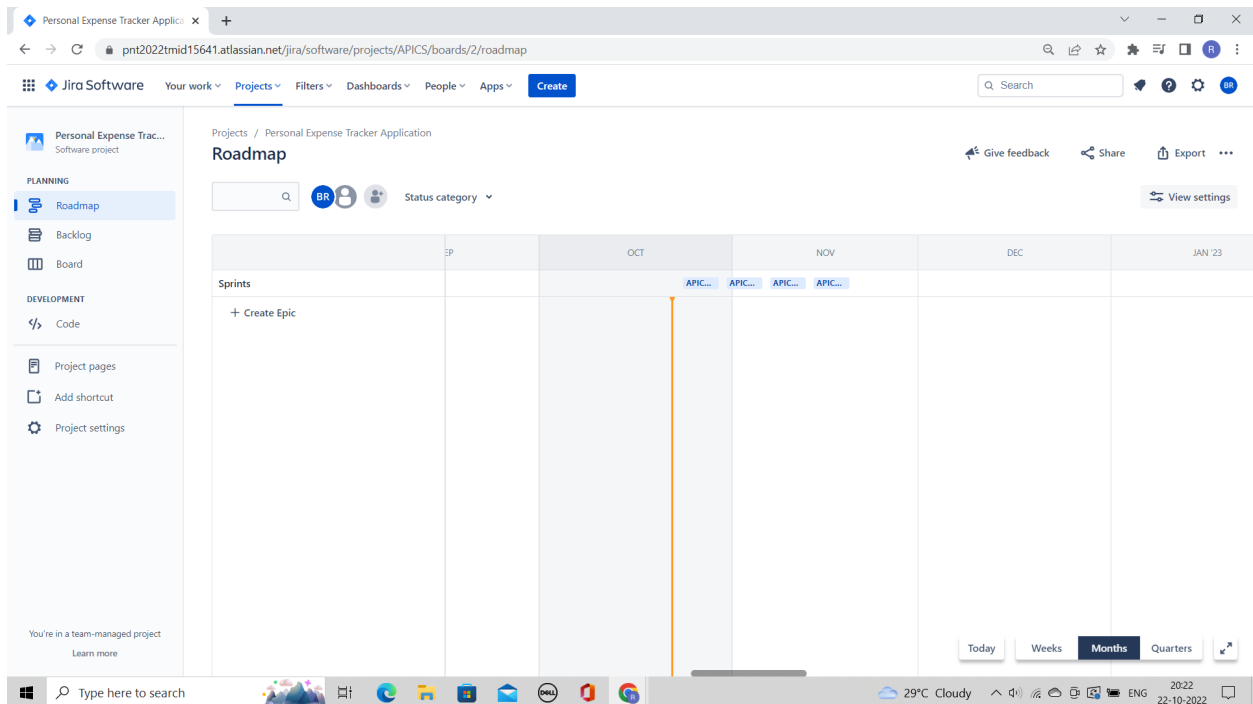 Personal Expense Tracker Applica
pnt2022tmid15641.atlassian.net/jira/software/projects/APICS/boards/2/roadmap
R
Jira Software
Your work
Projects
Filters
Dashboards
People
Apps
Create
Search
BR
Personal Expense Trac...
Software project
Projects / Personal Expense Tracker Application
Roadmap
Give feedback
Share
Export
PLANNING
Roadmap
Backlog
Board
DEVELOPMENT
Code
Project pages
Add shortcut
Project settings
BR
Status category
View settings
EP
OCT
NOV
DEC
JAN '23
Sprints
APIC...
APIC...
APIC...
APIC...
+ Create Epic
You're in a team-managed project
Learn more
Today
Weeks
Months
Quarters
Type here to search
DELL
R
29°C Cloudy
ENG
20:22
22-10-2022